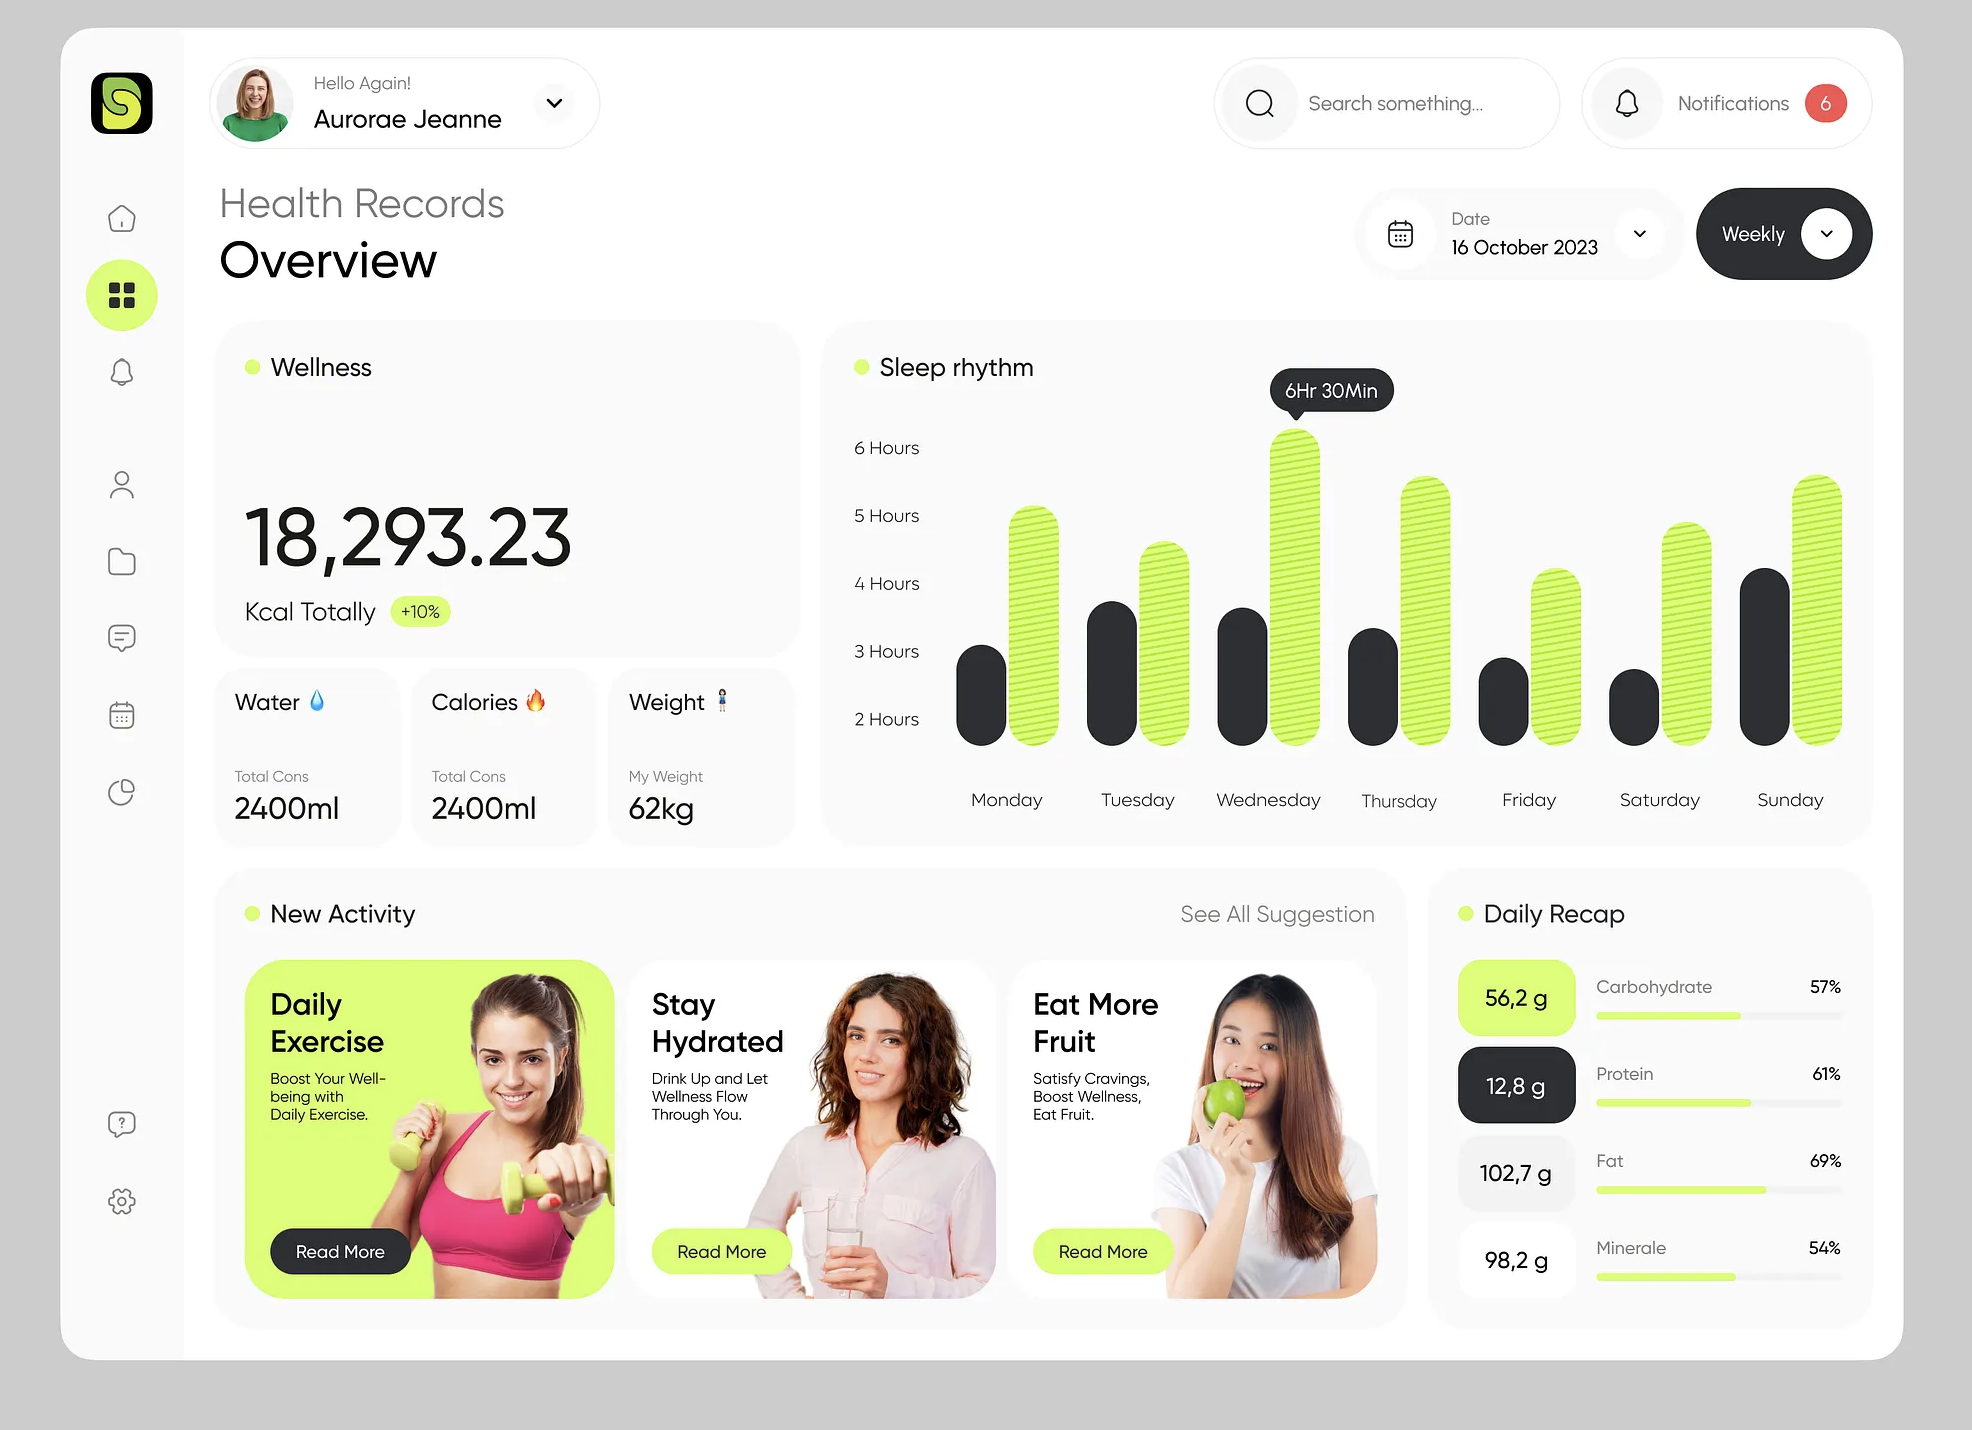 Hello Again!
Aurorae Jeanne
Search something...
Notifications
6
Health Records
Overview
Date
16 October 2023
Weekly
Wellness
18,293.23
Kcal Totally
+10%
Water
Total Cons
2400ml
Calories
Total Cons
2400ml
Weight
My Weight
62kg
Sleep rhythm
6Hr 30Min
6 Hours
5 Hours
4 Hours
3 Hours
2 Hours
Monday
Tuesday
Wednesday
Thursday
Friday
Saturday
Sunday
New Activity
See All Suggestion
Daily
Exercise
Boost Your Well-
being with
Daily Exercise.
Read More
Stay
Hydrated
Drink Up and Let
Wellness Flow
Through You.
Read More
Eat More
Fruit
Satisfy Cravings,
Boost Wellness,
Eat Fruit.
Read More
Daily Recap
56,2 g
Carbohydrate
57%
12,8 g
Protein
61%
102,7 g
Fat
69%
98,2 g
Minerale
54%